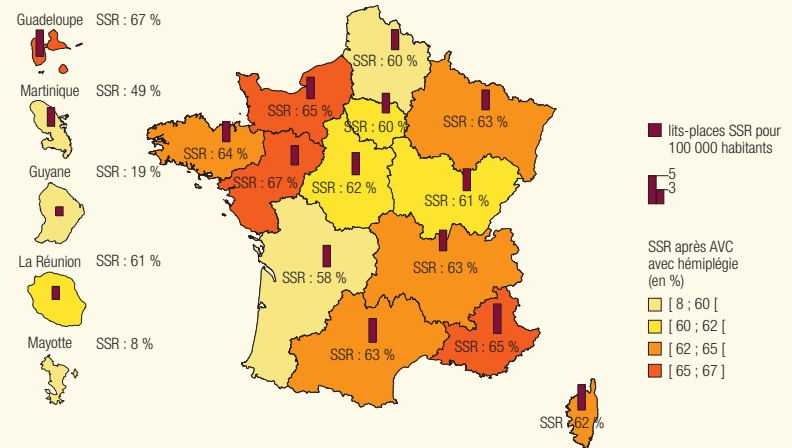 Guadeloupe SSR : 67 %
Martinique SSR : 49 %
Guyane SSR : 19 %
La Réunion SSR : 61 %
Mayotte SSR : 8 %
SSR : 60 %
SSR : 65 %
SSR : 60 %
SSR : 63 %
SSR : 64 %
SSR : 67 %
SSR : 62 %
SSR : 61 %
SSR : 58 %
SSR : 63 %
SSR : 63 %
SSR : 65 %
SSR : 62 %
lits-places SSR pour
100 000 habitants
5
3
SSR après AVC
avec hémiplégie
(en %)
[ 8 ; 60 [
[ 60 ; 62 [
[ 62 ; 65 [
[ 65 ; 67 ]